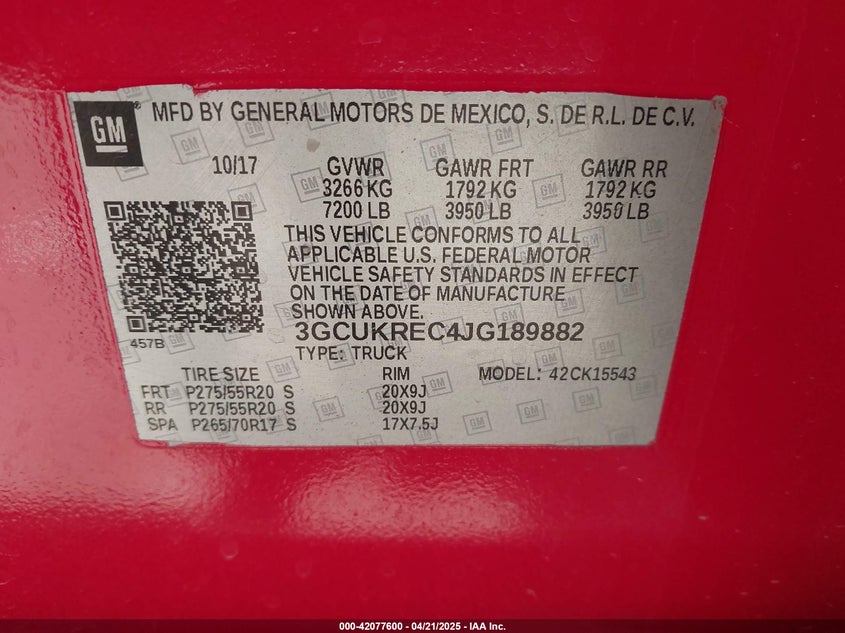 GM
MFD BY GENERAL MOTORS DE MEXICO, S. DE R.L. DE C.V.
10/17 GVWR GAWR FRT GAWR RR
3266 KG 1792 KG 1792 KG
7200 LB 3950 LB 3950 LB
THIS VEHICLE CONFORMS TO ALL
APPLICABLE U.S. FEDERAL MOTOR
VEHICLE SAFETY STANDARDS IN EFFECT
ON THE DATE OF MANUFACTURE
SHOWN ABOVE.
457B
3GCUKREC4JG189882
TYPE: TRUCK MODEL: 42CK15543
TIRE SIZE RIM
FRT P275/55R20 S 20X9J
RR P275/55R20 S 20X9J
SPA P265/70R17 S 17X7.5J
000-42077600 - 04/21/2025 - IAA Inc.